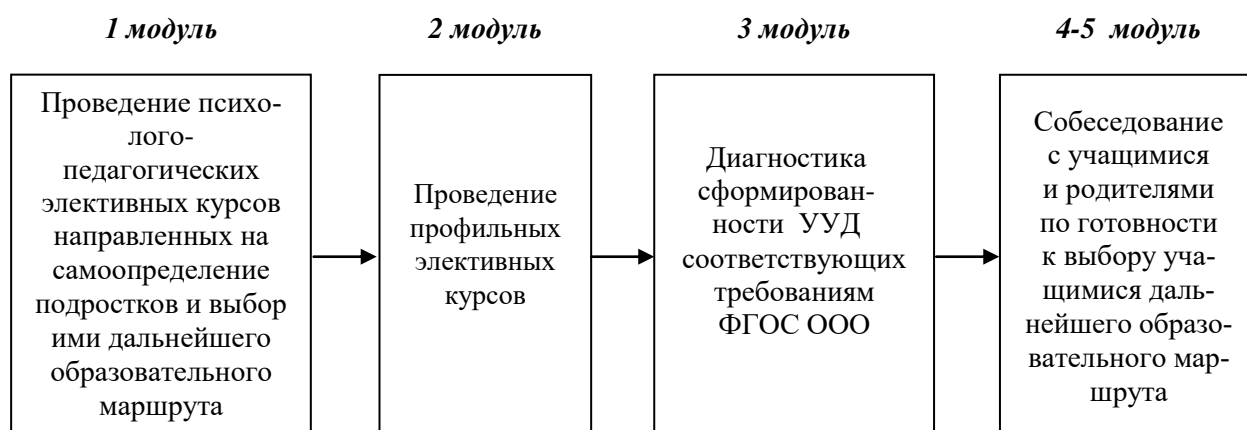 1 модуль
2 модуль
3 модуль
4-5 модуль
Проведение психо-
лого-
педагогических
элективных курсов
направленных на
самоопределение
подростков и выбор
ими дальнейшего
образовательного
маршрута
Проведение
профильных
элективных
курсов
Диагностика
сформирован-
ности УУД
соответствующих
требованиям
ФГОС ООО
Собеседование
с учащимися
и родителями
по готовности
к выбору уча-
щимися даль-
нейшего образо-
вательного мар-
шрута